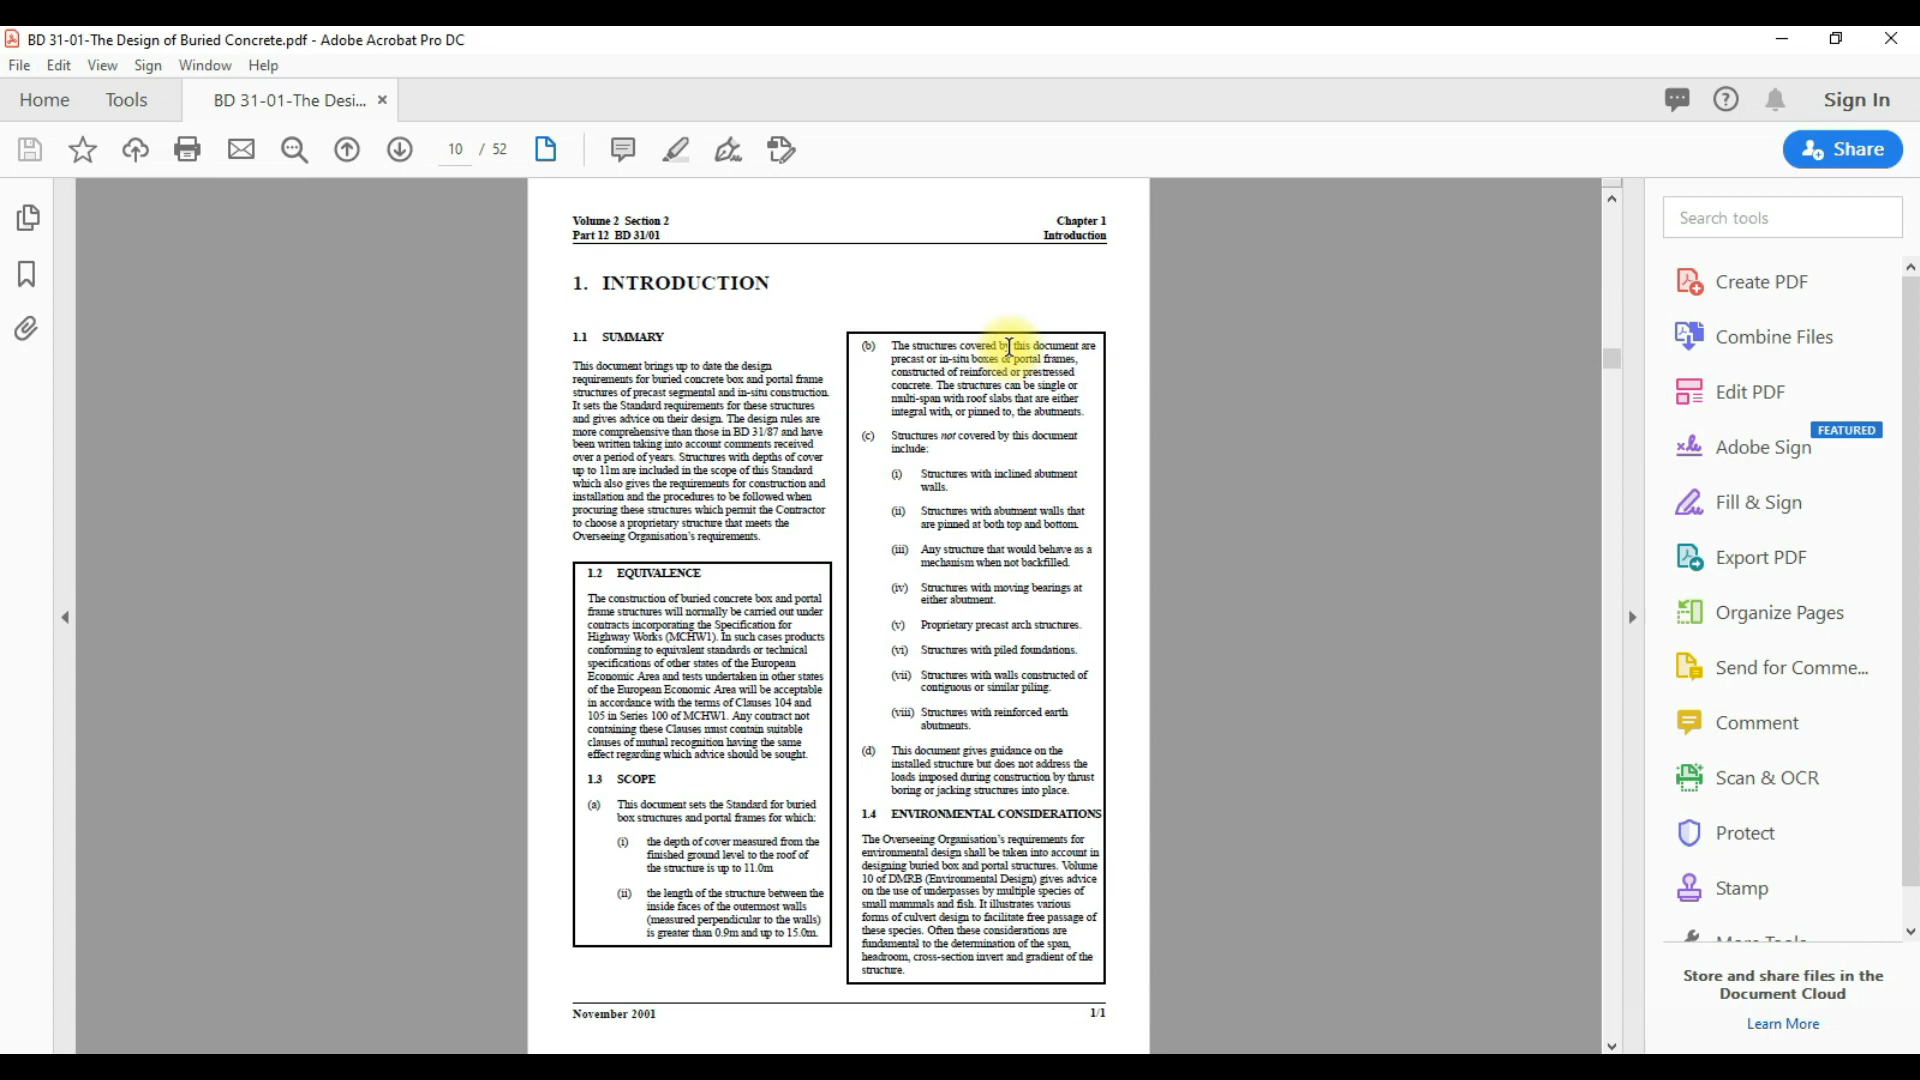 BD 31-01-The Design of Buried Concrete.pdf - Adobe Acrobat Pro DC
File Edit View Sign Window Help
Home Tools BD 31-01-The Desi... Sign In
10 / 52
Share
Volume 2 Section 2
Part 12 BD 31/01
Chapter 1
Introduction
1. INTRODUCTION
1.1 SUMMARY
This document brings up to date the design
requirements for buried concrete box and portal frame
structures of precast segmental and in-situ construction.
It sets the Standard requirements for these structures
and gives advice on their design. The design rules are
more comprehensive than those in BD 31/87 and have
been written taking into account comments received
over a period of years. Structures with depths of cover
up to 11m are included in the scope of this Standard
which also gives the requirements for construction and
installation and the procedures to be followed when
procuring these structures which permit the Contractor
to choose a proprietary structure that meets the
Overseeing Organisation's requirements.
1.2 EQUIVALENCE
The construction of buried concrete box and portal
frame structures will normally be carried out under
contracts incorporating the Specification for
Highway Works (MCHW1). In such cases products
conforming to equivalent standards or technical
specifications of other states of the European
Economic Area and tests undertaken in other states
of the European Economic Area will be acceptable
in accordance with the terms of Clauses 104 and
105 in Series 100 of MCHW1. Any contract not
containing these Clauses must contain suitable
clauses of mutual recognition having the same
effect regarding which advice should be sought.
1.3 SCOPE
(a) This document sets the Standard for buried
box structures and portal frames for which:
(i) the depth of cover measured from the
finished ground level to the roof of
the structure is up to 11.0m
(ii) the length of the structure between the
inside faces of the outermost walls
(measured perpendicular to the walls)
is greater than 0.9m and up to 15.0m.
(b) The structures covered by this document are
precast or in-situ boxes or portal frames,
constructed of reinforced or prestressed
concrete. The structures can be single or
multi-span with roof slabs that are either
integral with, or pinned to, the abutments.
(c) Structures not covered by this document
include:
(i) Structures with inclined abutment
walls.
(ii) Structures with abutment walls that
are pinned at both top and bottom.
(iii) Any structure that would behave as a
mechanism when not backfilled.
(iv) Structures with moving bearings at
either abutment.
(v) Proprietary precast arch structures.
(vi) Structures with piled foundations.
(vii) Structures with walls constructed of
contiguous or similar piling.
(viii) Structures with reinforced earth
abutments.
(d) This document gives guidance on the
installed structure but does not address the
loads imposed during construction by thrust
boring or jacking structures into place.
1.4 ENVIRONMENTAL CONSIDERATIONS
The Overseeing Organisation's requirements for
environmental design shall be taken into account in
designing buried box and portal structures. Volume
10 of DMRB (Environmental Design) gives advice
on the use of underpasses by multiple species of
small mammals and fish. It illustrates various
forms of culvert design to facilitate free passage of
these species. Often these considerations are
fundamental to the determination of the span,
headroom, cross-section invert and gradient of the
structure.
November 2001
1/1
Search tools
Create PDF
Combine Files
Edit PDF
FEATURED
Adobe Sign
Fill & Sign
Export PDF
Organize Pages
Send for Comme...
Comment
Scan & OCR
Protect
Stamp
More Tools
Store and share files in the
Document Cloud
Learn More